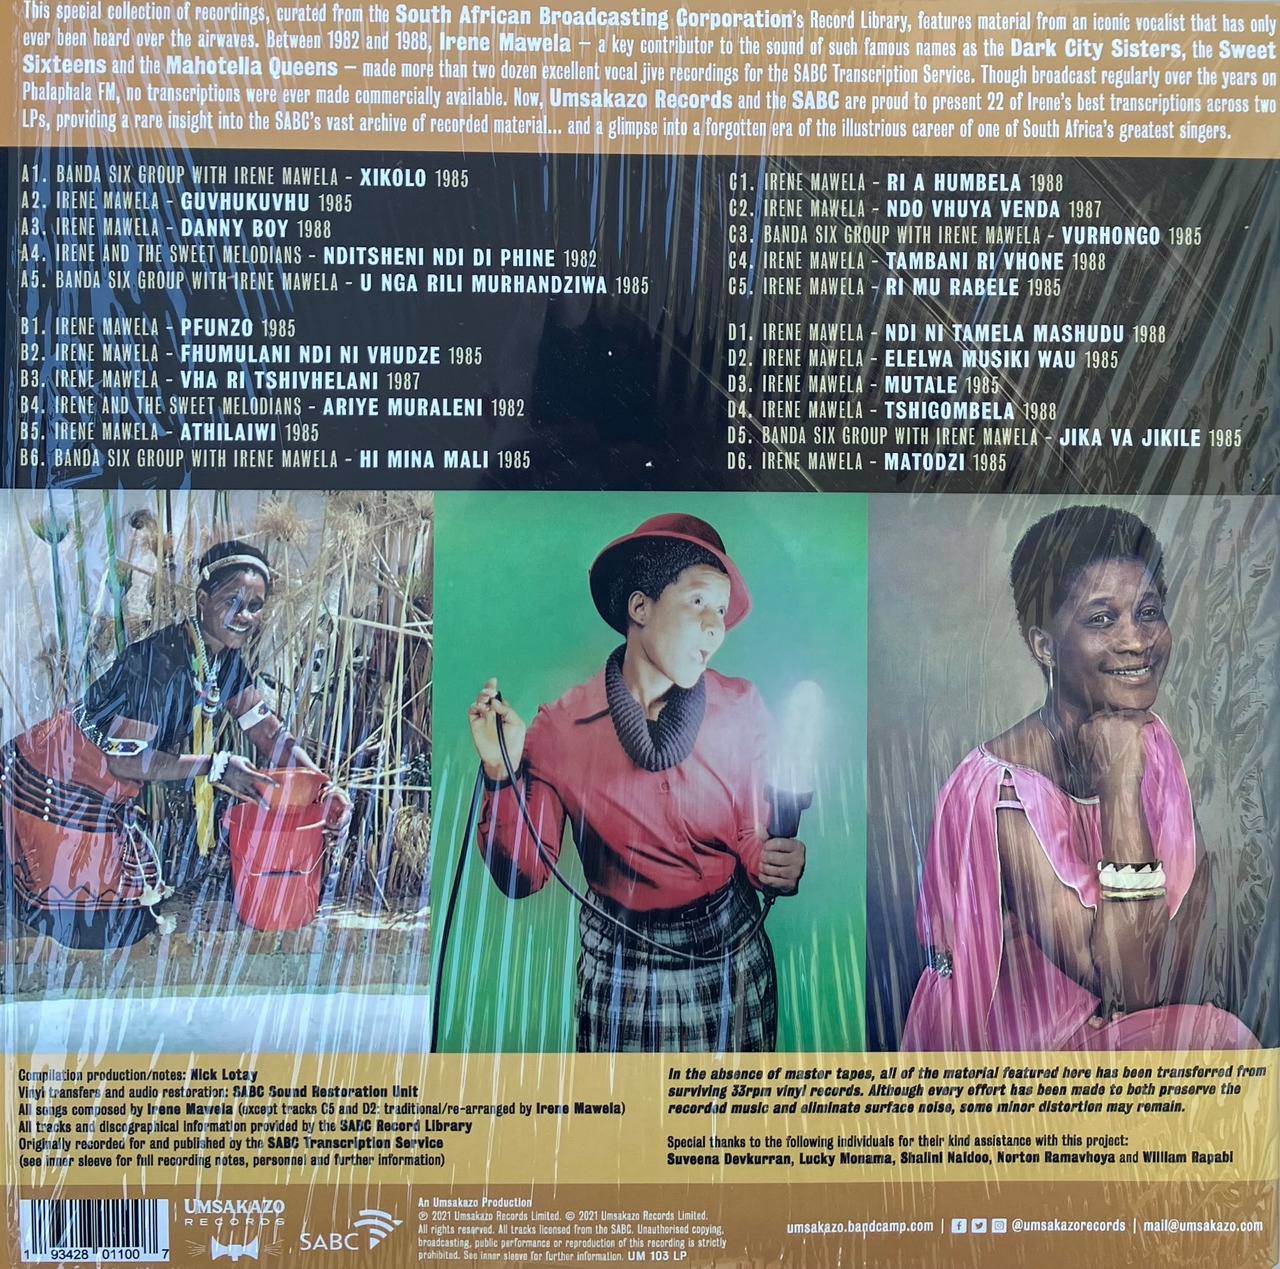 This special collection of recordings, curated from the South African Broadcasting Corporation's Record Library, features material from an iconic vocalist that has only
ever been heard over the airwaves. Between 1982 and 1988, Irene Mawela – a key contributor to the sound of such famous names as the Dark City Sisters, the Sweet
Sixteens and the Mahotella Queens – made more than two dozen excellent vocal jive recordings for the SABC Transcription Service. Though broadcast regularly over the years on
Phalaphala FM, no transcriptions were ever made commercially available. Now, Umsakazo Records and the SABC are proud to present 22 of Irene's best transcriptions across two
LPs, providing a rare insight into the SABC's vast archive of recorded material... and a glimpse into a forgotten era of the illustrious career of one of South Africa's greatest singers.
A1. BANDA SIX GROUP WITH IRENE MAWELA - XIKOLO 1985
A2. IRENE MAWELA - GUVHUKUVHU 1985
A3. IRENE MAWELA - DANNY BOY 1988
A4. IRENE AND THE SWEET MELODIANS - NDITSHENI NDI DI PHINE 1982
A5. BANDA SIX GROUP WITH IRENE MAWELA - U NGA RILI MURHANDZIWA 1985
B1. IRENE MAWELA - PFUNZO 1985
B2. IRENE MAWELA - FHUMULANI NDI NI VHUDZE 1985
B3. IRENE MAWELA - VHA RI TSHIVHELANI 1987
B4. IRENE AND THE SWEET MELODIANS - ARIYE MURALENI 1982
B5. IRENE MAWELA - ATHILAIWI 1985
B6. BANDA SIX GROUP WITH IRENE MAWELA - HI MINA MALI 1985
C1. IRENE MAWELA - RI A HUMBELA 1988
C2. IRENE MAWELA - NDO VHUYA VENDA 1987
C3. BANDA SIX GROUP WITH IRENE MAWELA - VURHONGO 1985
C4. IRENE MAWELA - TAMBANI RI VHONE 1988
C5. IRENE MAWELA - RI MU RABELE 1985
D1. IRENE MAWELA - NDI NI TAMELA MASHUDU 1988
D2. IRENE MAWELA - ELELWA MUSIKI WAU 1985
D3. IRENE MAWELA - MUTALE 1985
D4. IRENE MAWELA - TSHIGOMBELA 1988
D5. BANDA SIX GROUP WITH IRENE MAWELA - JIKA VA JIKILE 1985
D6. IRENE MAWELA - MATODZI 1985
Compilation production/notes: Nick Lotay
Vinyl transfers and audio restoration: SABC Sound Restoration Unit
All songs composed by Irene Mawela (except tracks C5 and D2: traditional/re-arranged by Irene Mawela)
All tracks and discographical information provided by the SABC Record Library
Originally recorded for and published by the SABC Transcription Service
(see inner sleeve for full recording notes, personnel and further information)
In the absence of master tapes, all of the material featured here has been transferred from
surviving 33rpm vinyl records. Although every effort has been made to both preserve the
recorded music and eliminate surface noise, some minor distortion may remain.
Special thanks to the following individuals for their kind assistance with this project:
Suveena Devkurran, Lucky Monama, Shalini Naidoo, Norton Ramavhoya and William Rapabi
1 93428 01100 7
UMSAKAZO
RECORDS
SABC
An Umsakazo Production
℗ 2021 Umsakazo Records Limited. © 2021 Umsakazo Records Limited.
All rights reserved. All tracks licensed from the SABC. Unauthorised copying,
broadcasting, public performance or reproduction of this recording is strictly
prohibited. See inner sleeve for further information. UM 103 LP
umsakazo.bandcamp.com | @umsakazorecords | mail@umsakazo.com